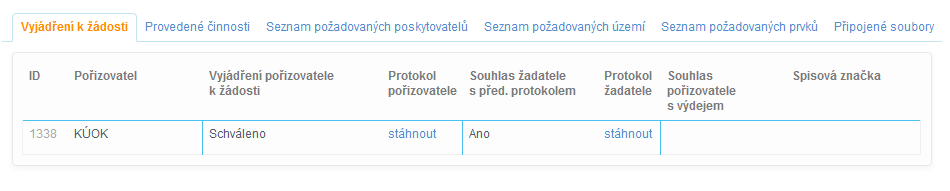 Vyjádření k žádosti Provedené činnosti Seznam požadovaných poskytovatelů Seznam požadovaných území Seznam požadovaných prvků Připojené soubory
ID Pořizovatel Vyjádření pořizovatele Protokol Souhlas žadatele Protokol Souhlas Spisová značka
k žádosti pořizovatele s před. protokolem žadatele pořizovatele
s výdejem
1338 KÚOK Schváleno stáhnout Ano stáhnout